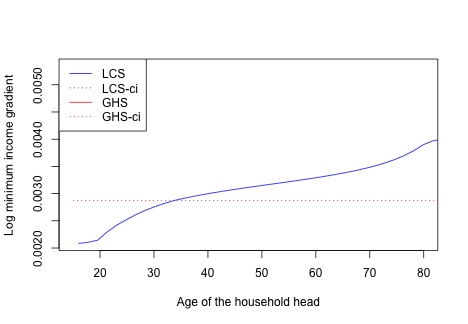 LCS
LCS-ci
GHS
GHS-ci
Log minimum income gradient
0.0050
0.0040
0.0030
0.0020
20 30 40 50 60 70 80
Age of the household head